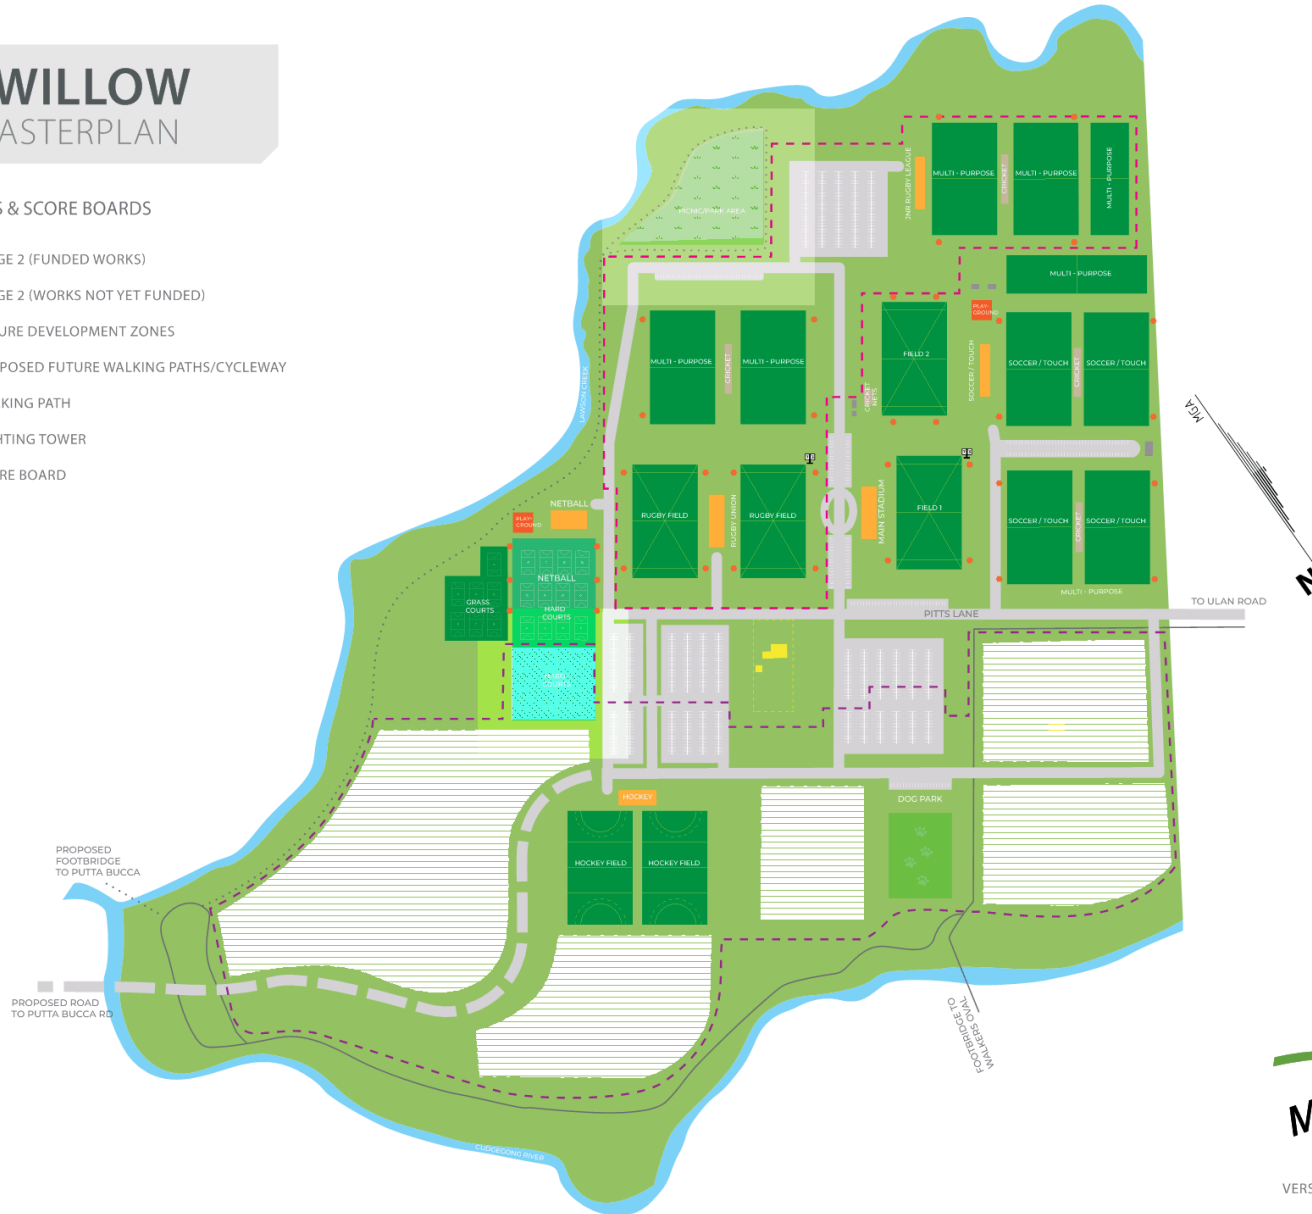 WILLOW
ASTERPLAN
S & SCORE BOARDS
GE 2 (FUNDED WORKS)
GE 2 (WORKS NOT YET FUNDED)
URE DEVELOPMENT ZONES
POSED FUTURE WALKING PATHS/CYCLEWAY
KING PATH
HTING TOWER
RE BOARD
PICNIC/PARK AREA
JNR RUGBY LEAGUE
MULTI - PURPOSE
CRICKET
MULTI - PURPOSE
MULTI - PURPOSE
MULTI - PURPOSE
PLAY-
GROUND
LAWSON CREEK
MULTI - PURPOSE
CRICKET
MULTI - PURPOSE
CRICKET
NETS
FIELD 2
SOCCER / TOUCH
SOCCER / TOUCH
CRICKET
SOCCER / TOUCH
MGA
N
NETBALL
PLAY-
GROUND
RUGBY FIELD
RUGBY UNION
RUGBY FIELD
MAIN STADIUM
FIELD 1
SOCCER / TOUCH
CRICKET
SOCCER / TOUCH
MULTI - PURPOSE
NETBALL
GRASS
COURTS
HARD
COURTS
PITTS LANE
TO ULAN ROAD
HARD
COURTS
HOCKEY
DOG PARK
HOCKEY FIELD
HOCKEY FIELD
PROPOSED
FOOTBRIDGE
TO PUTTA BUCCA
PROPOSED ROAD
TO PUTTA BUCCA RD
FOOTBRIDGE TO
WALKERS OVAL
CUDGEGONG RIVER
M
VERS